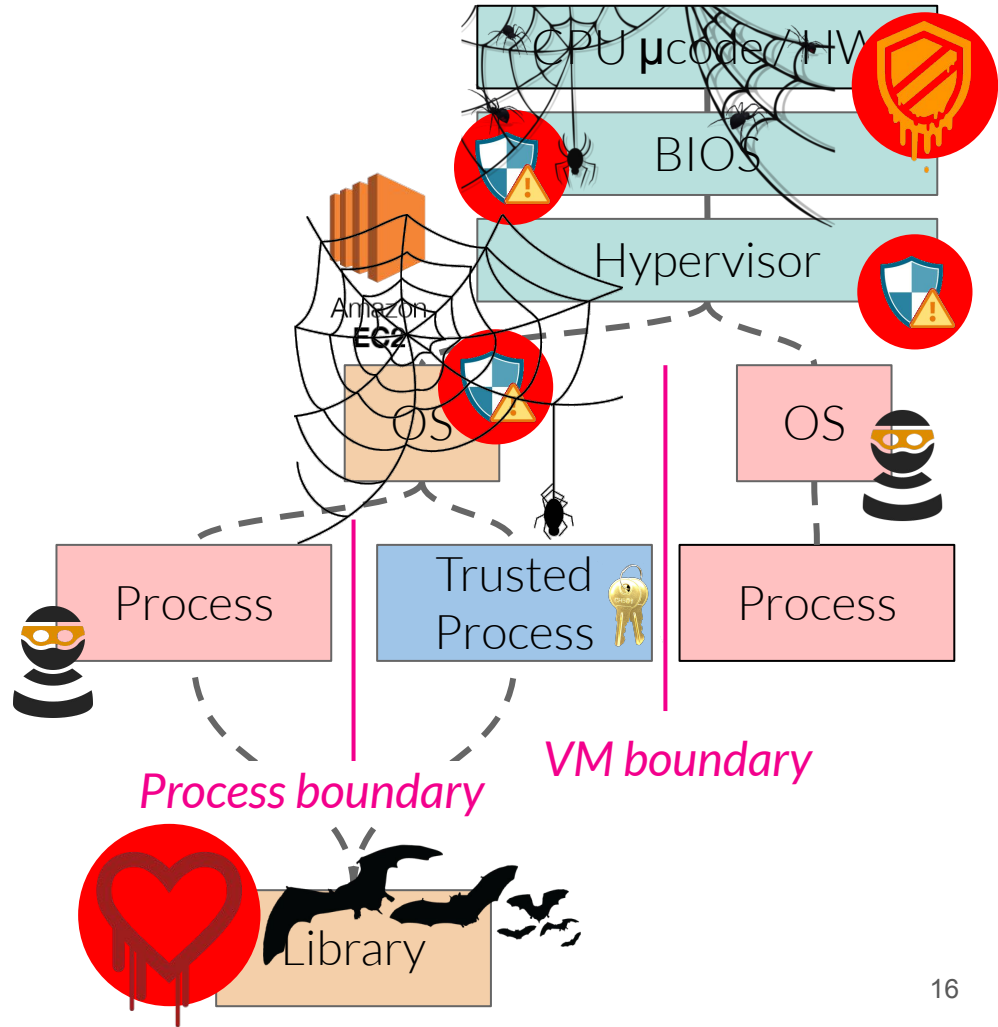 CPU µcode / HW
BIOS
Hypervisor
Amazon
EC2
OS
OS
Process
Trusted
Process
Process
VM boundary
Process boundary
Library
16